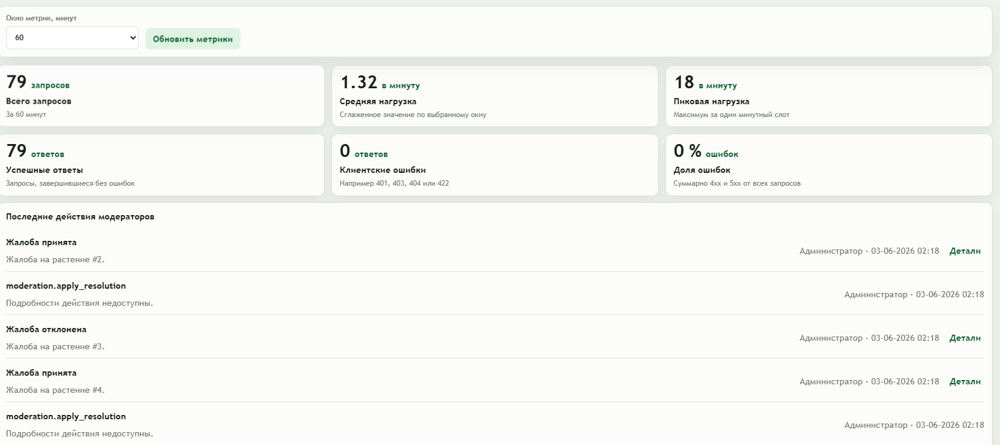 Окно метрик, минут
60
Обновить метрики
79 запросов
Всего запросов
За 60 минут
1.32 в минуту
Средняя нагрузка
Сглаженное значение по выбранному окну
18 в минуту
Пиковая нагрузка
Максимум за один минутный слот
79 ответов
Успешные ответы
Запросы, завершившиеся без ошибок
0 ответов
Клиентские ошибки
Например 401, 403, 404 или 422
0 % ошибок
Доля ошибок
Суммарно 4xx и 5xx от всех запросов
Последние действия модераторов
Жалоба принята
Жалоба на растение #2.
Администратор · 03-06-2026 02:18 Детали
moderation.apply_resolution
Подробности действия недоступны.
Администратор · 03-06-2026 02:18
Жалоба отклонена
Жалоба на растение #3.
Администратор · 03-06-2026 02:18 Детали
Жалоба принята
Жалоба на растение #4.
Администратор · 03-06-2026 02:18 Детали
moderation.apply_resolution
Подробности действия недоступны.
Администратор · 03-06-2026 02:18